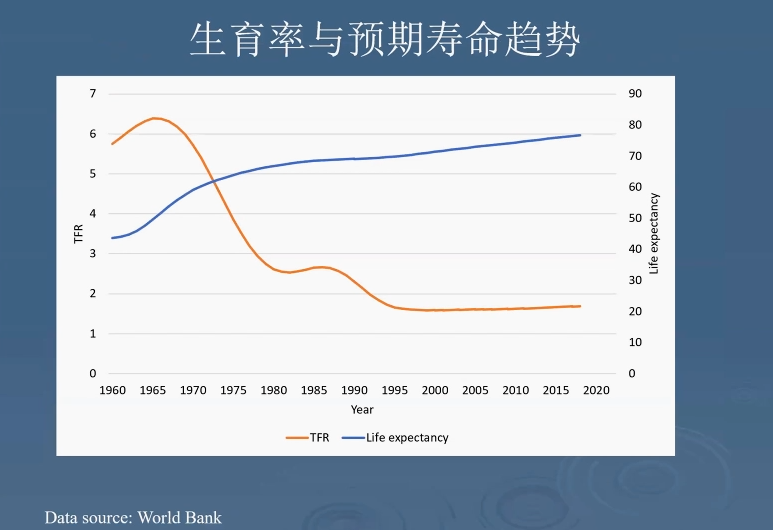 生育率与预期寿命趋势
7
6
5
4
3
2
1
0
TFR
90
80
70
60
50
40
30
20
10
0
Life expectancy
1960 1965 1970 1975 1980 1985 1990 1995 2000 2005 2010 2015 2020
Year
TFR Life expectancy
Data source: World Bank